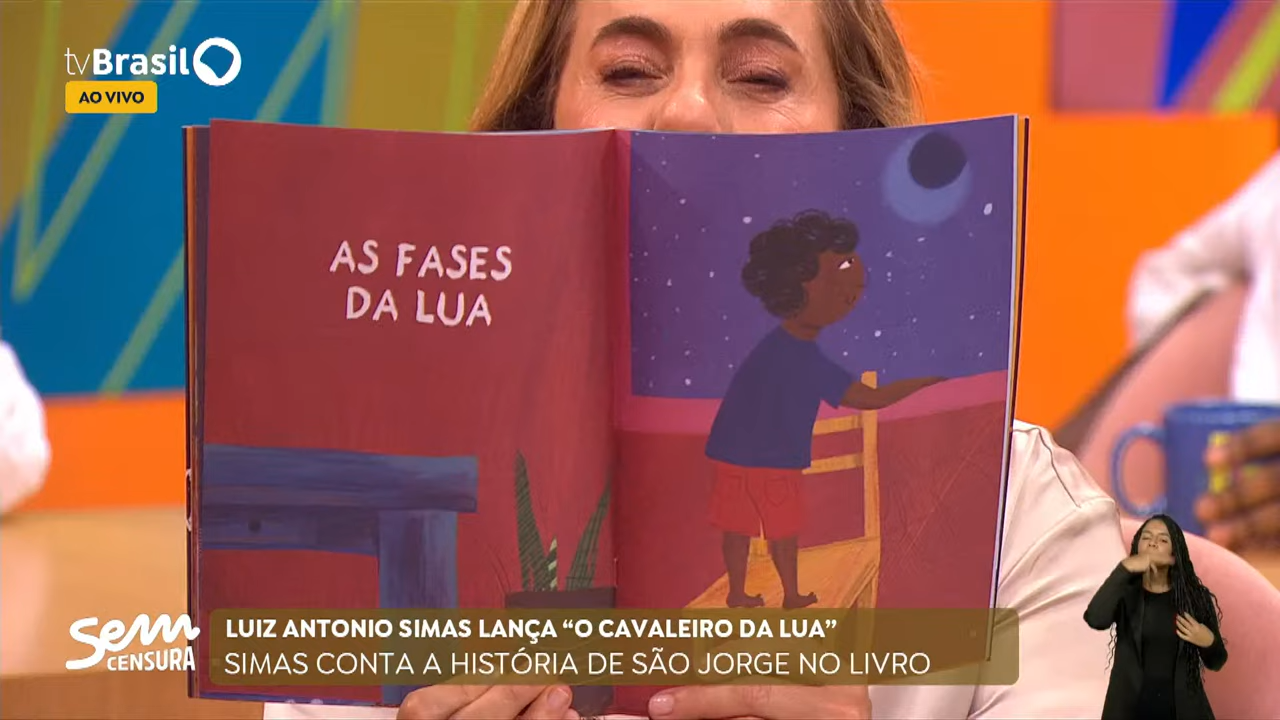 tvBrasil
AO VIVO
AS FASES
DA LUA
Sem
CENSURA
LUIZ ANTONIO SIMAS LANÇA “O CAVALEIRO DA LUA”
SIMAS CONTA A HISTÓRIA DE SÃO JORGE NO LIVRO